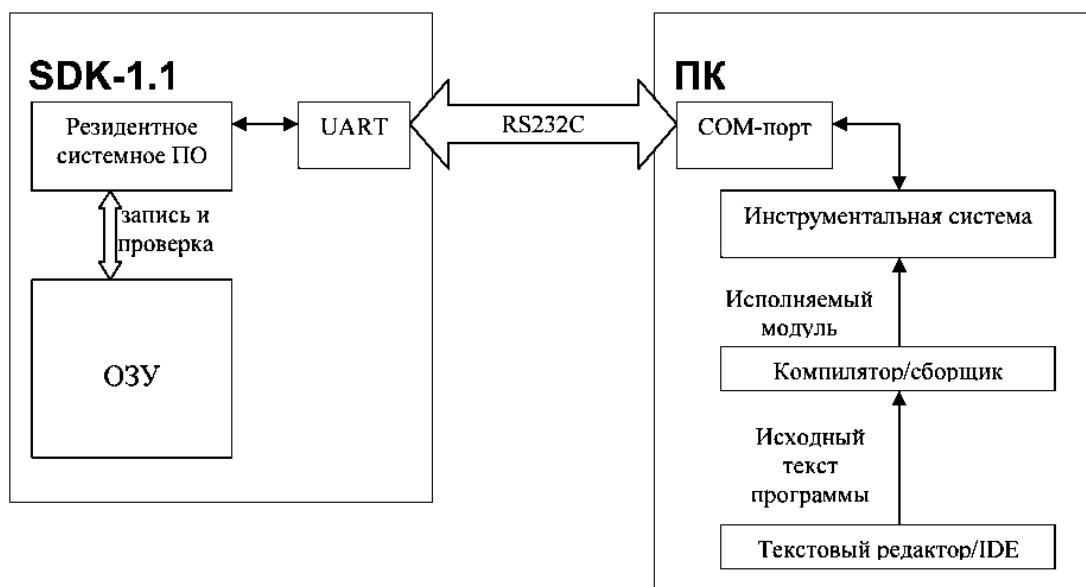 SDK-1.1
Резидентное
системное ПО
UART
запись и
проверка
ОЗУ
RS232C
ПК
COM-порт
Инструментальная система
Исполняемый
модуль
Компилятор/сборщик
Исходный
текст
программы
Текстовый редактор/IDE